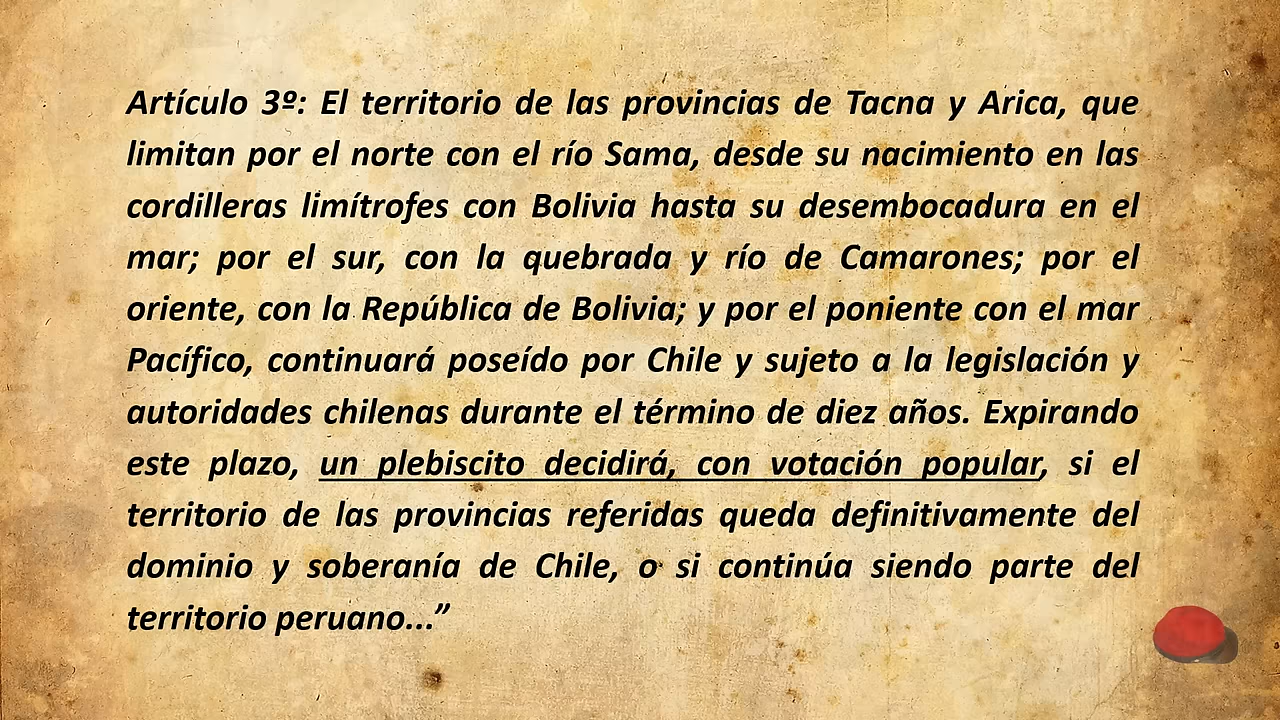 Artículo 3º: El territorio de las provincias de Tacna y Arica, que
limitan por el norte con el río Sama, desde su nacimiento en las
cordilleras limítrofes con Bolivia hasta su desembocadura en el
mar; por el sur, con la quebrada y río de Camarones; por el
oriente, con la República de Bolivia; y por el poniente con el mar
Pacífico, continuará poseído por Chile y sujeto a la legislación y
autoridades chilenas durante el término de diez años. Expirando
este plazo, un plebiscito decidirá, con votación popular, si el
territorio de las provincias referidas queda definitivamente del
dominio y soberanía de Chile, o si continúa siendo parte del
territorio peruano...”